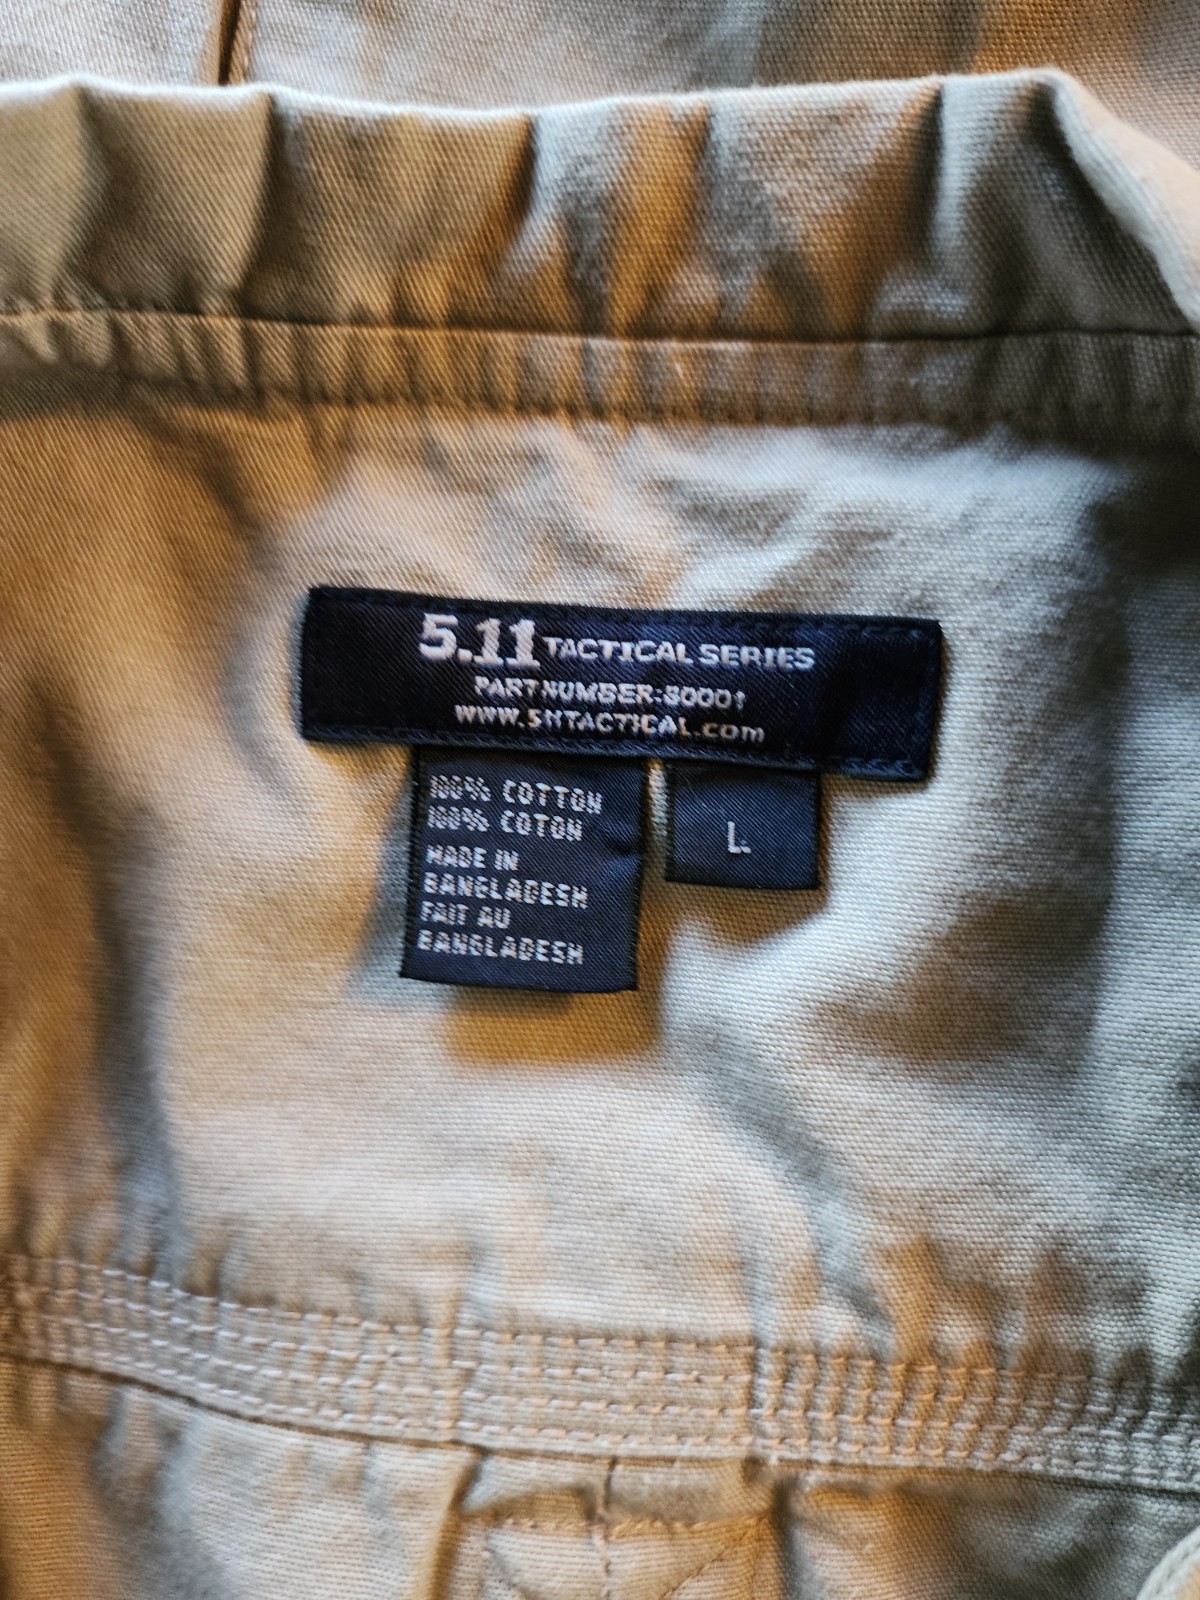 5.11 TACTICAL SERIES
PART NUMBER:80001
WWW.511TACTICAL.com
100% COTTON
100% COTON
MADE IN
BANGLADESH
FAIT AU
BANGLADESH
L